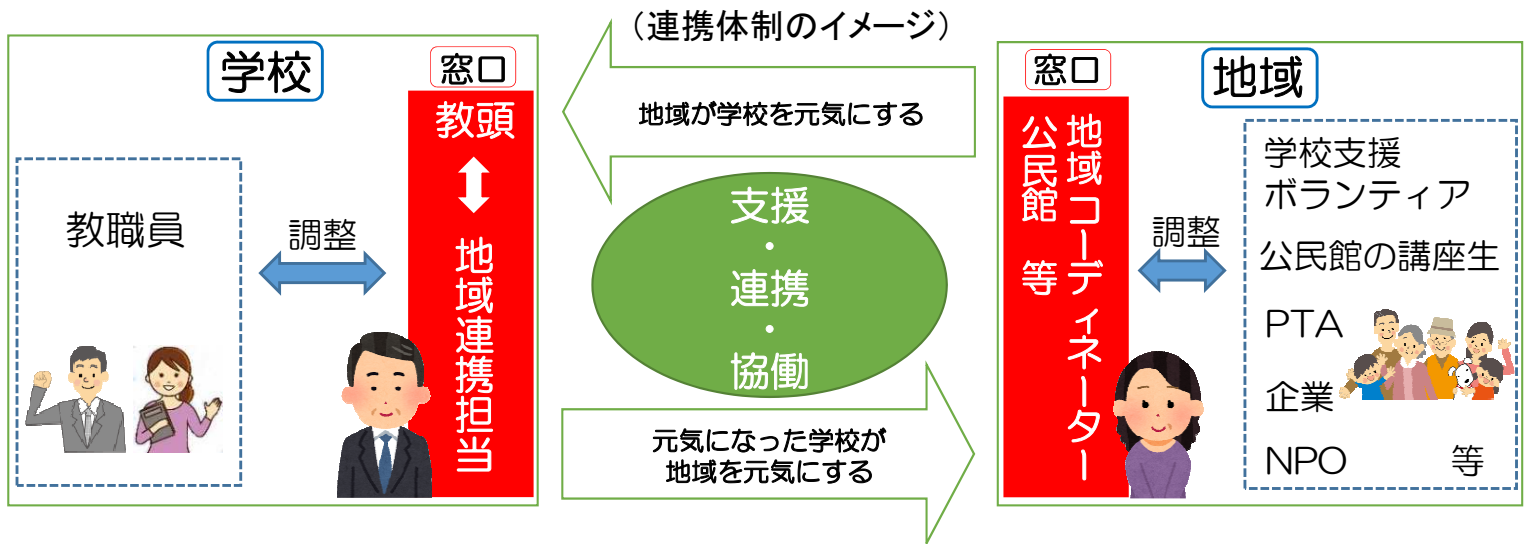 （連携体制のイメージ）
学校
窓口
教頭
地域連携担当
教職員
調整
地域が学校を元気にする
支援
・
連携
・
協働
元気になった学校が
地域を元気にする
窓口
地域
地域コーディネーター
公民館　等
調整
学校支援
ボランティア
公民館の講座生
PTA
企業
NPO　　　等